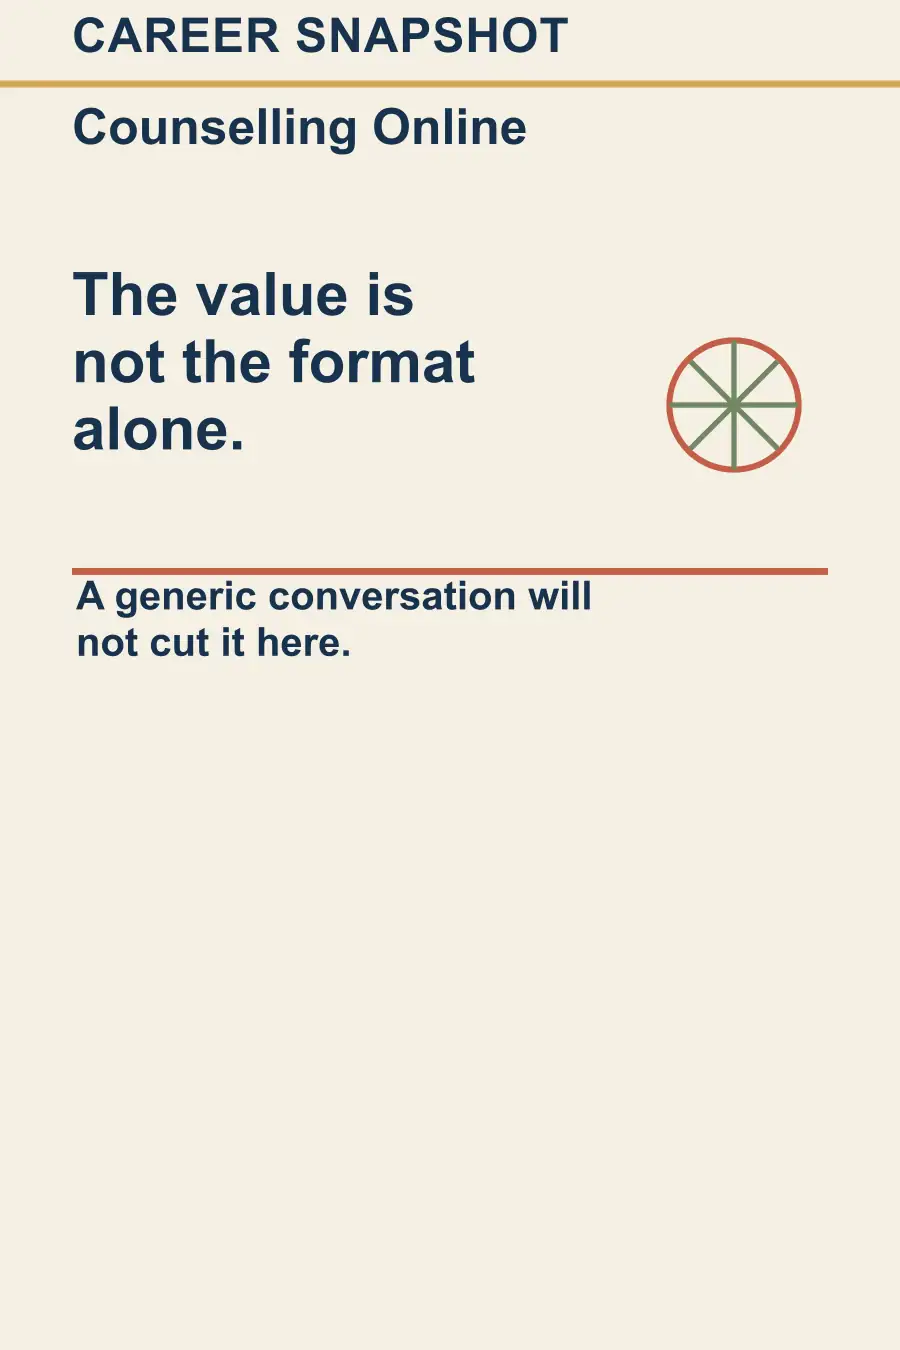 CAREER SNAPSHOT
Counselling Online
The value is
not the format
alone.
A generic conversation will
not cut it here.